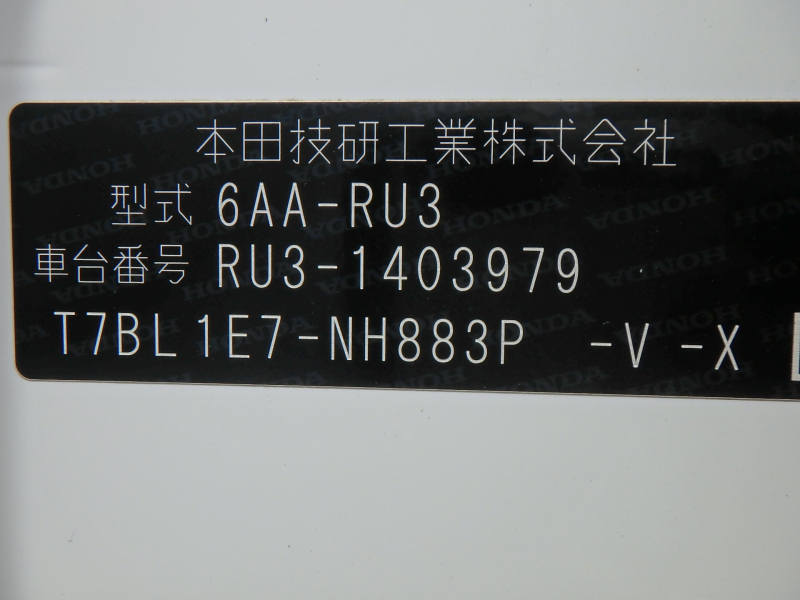 本田技研工業株式会社
型式 6AA-RU3
車台番号 RU3-1403979
T7BL1E7-NH883P -V -X